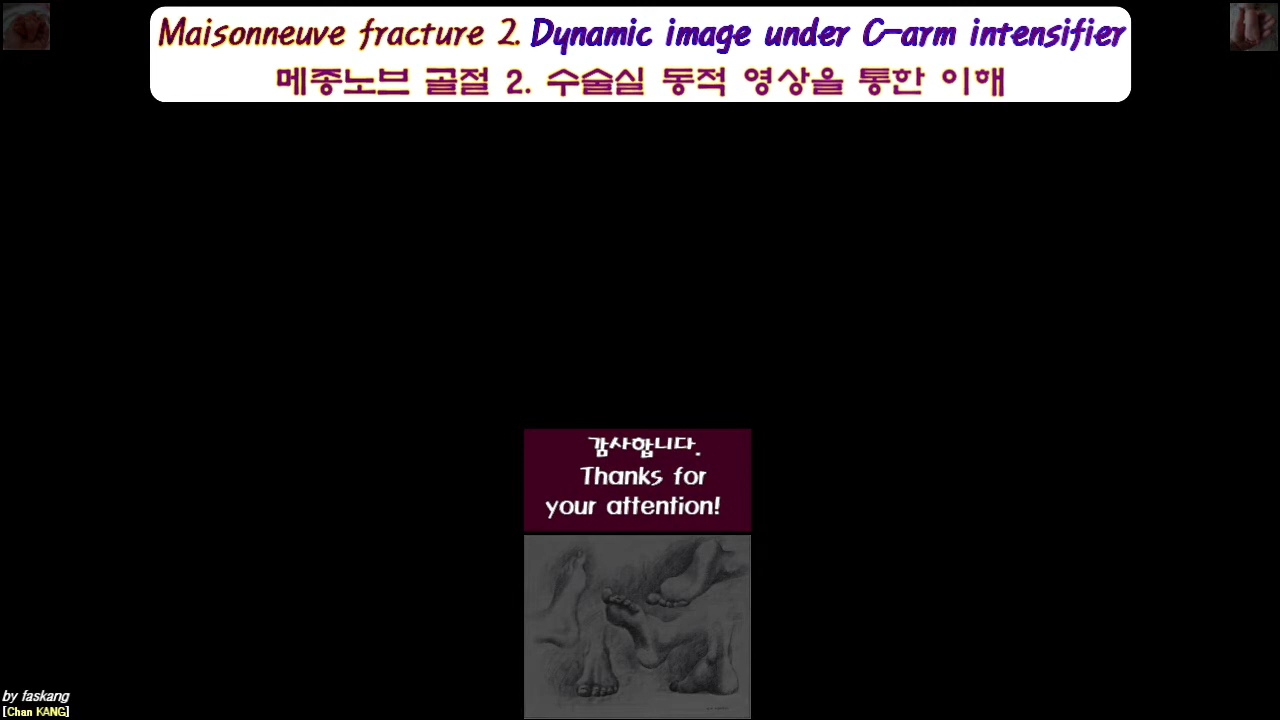 Maisonneuve fracture 2. Dynamic image under C-arm intensifier
메종노브 골절 2. 수술실 동적 영상을 통한 이해
감사합니다.
Thanks for
your attention!
by faskang
[Chan KANG]